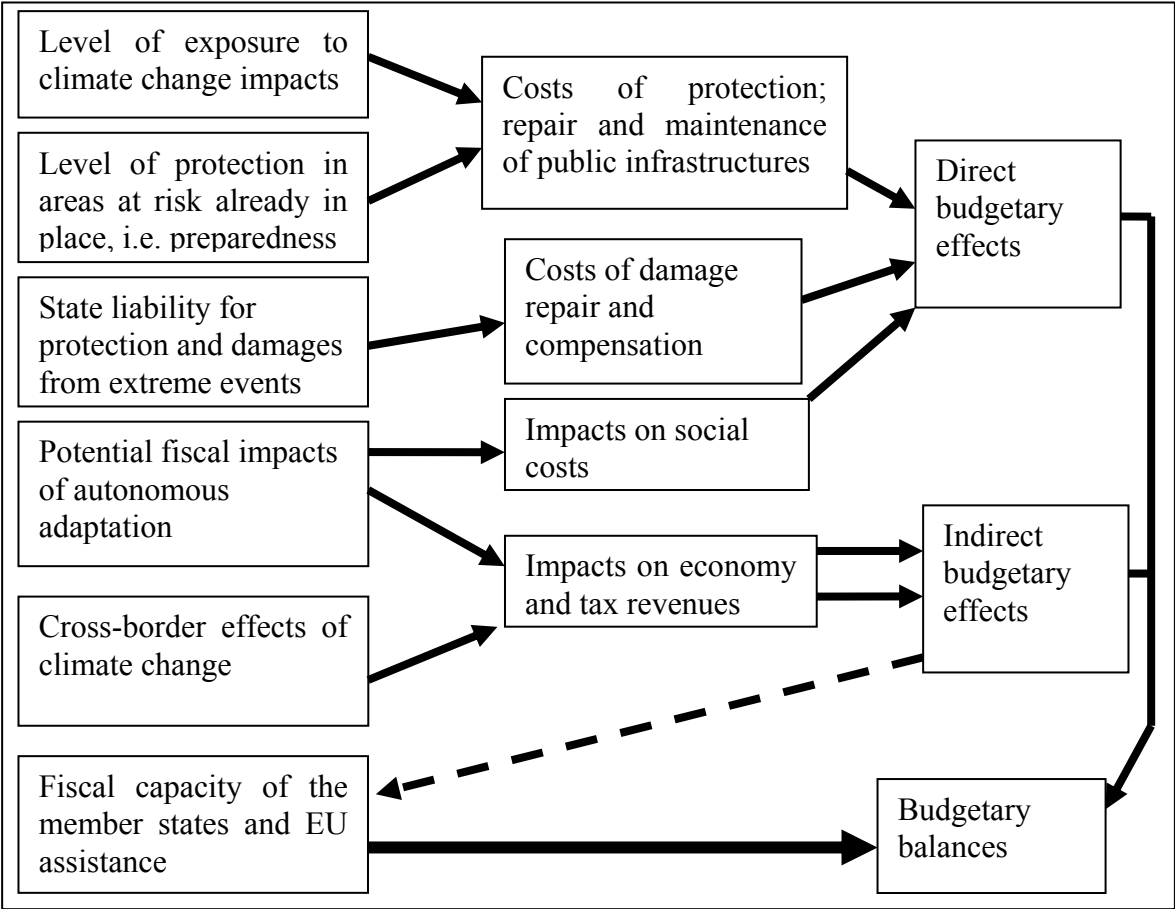 Level of exposure to
climate change impacts
Level of protection in
areas at risk already in
place, i.e. preparedness
State liability for
protection and damages
from extreme events
Potential fiscal impacts
of autonomous
adaptation
Cross-border effects of
climate change
Fiscal capacity of the
member states and EU
assistance
Costs of protection;
repair and maintenance
of public infrastructures
Costs of damage
repair and
compensation
Impacts on social
costs
Impacts on economy
and tax revenues
Direct
budgetary
effects
Indirect
budgetary
effects
Budgetary
balances